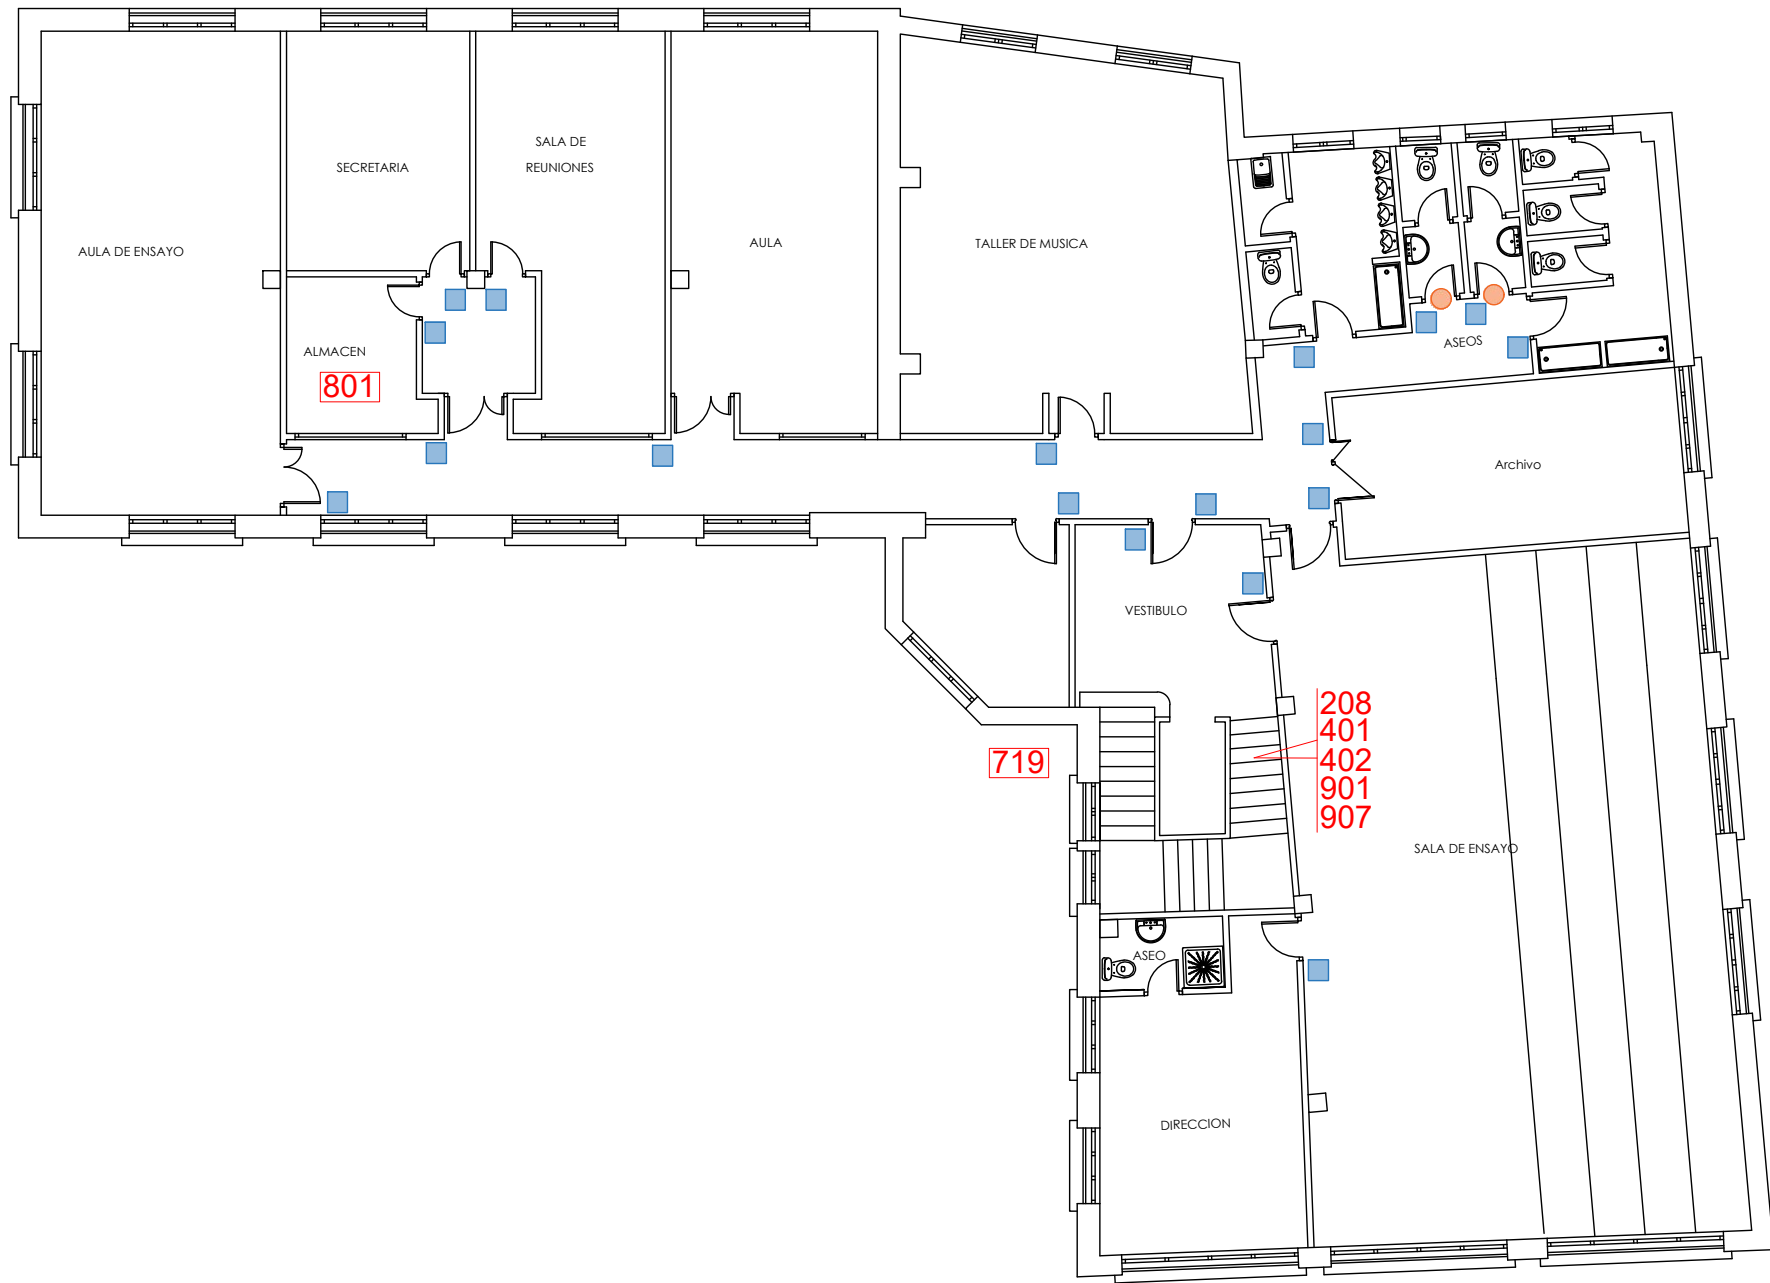 SALA DE
REUNIONES
SECRETARIA
AULA DE ENSAYO
AULA
TALLER DE MUSICA
ASEOS
ALMACEN
801
Archivo
VESTIBULO
208
401
402
901
907
719
SALA DE ENSAYO
ASEO
DIRECCION